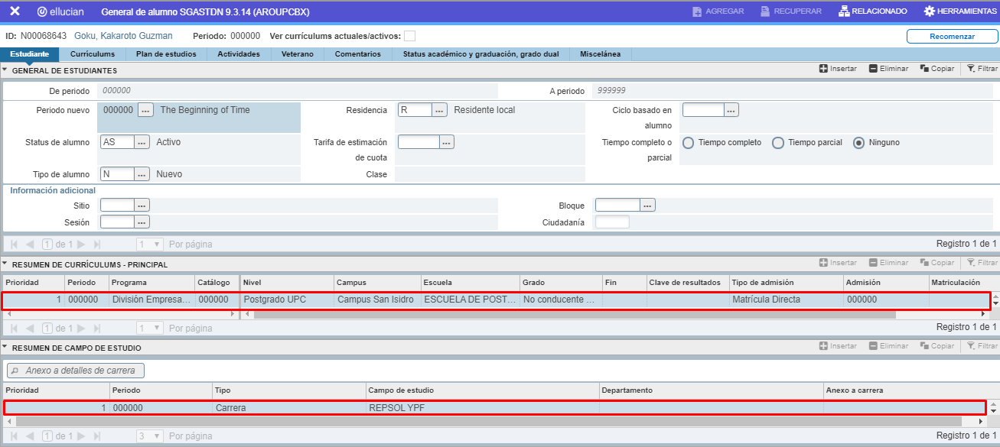 ellucian General de alumno SGASTDN 9.3.14 (AROUPCBX) AGREGAR RECUPERAR RELACIONADO HERRAMIENTAS
ID: N00068643 Goku, Kakaroto Guzman Periodo: 000000 Ver currículums actuales/activos: Recomenzar
Estudiante Currículums Plan de estudios Actividades Veterano Comentarios Status académico y graduación, grado dual Miscelánea
GENERAL DE ESTUDIANTES Insertar Eliminar Copiar Filtrar
De periodo 000000 A periodo 999999
Periodo nuevo 000000 ... The Beginning of Time Residencia R ... Residente local Ciclo basado en alumno ...
Status de alumno AS ... Activo Tarifa de estimación de cuota ... Tiempo completo o parcial Tiempo completo Tiempo parcial Ninguno
Tipo de alumno N ... Nuevo Clase
Información adicional
Sitio ... Bloque ...
Sesión ... Ciudadanía
1 de 1 1 Por página Registro 1 de 1
RESUMEN DE CURRÍCULUMS - PRINCIPAL Insertar Eliminar Copiar Filtrar
Prioridad Periodo Programa Catálogo Nivel Campus Escuela Grado Fin Clave de resultados Tipo de admisión Admisión Matriculación
1 000000 División Empresa... 000000 Postgrado UPC Campus San Isidro ESCUELA DE POST... No conducente ... Matrícula Directa 000000
1 de 1 1 Por página Registro 1 de 1
RESUMEN DE CAMPO DE ESTUDIO Insertar Eliminar Copiar Filtrar
Anexo a detalles de carrera
Prioridad Periodo Tipo Campo de estudio Departamento Anexo a carrera
1 000000 Carrera REPSOL YPF
1 de 1 3 Por página Registro 1 de 1